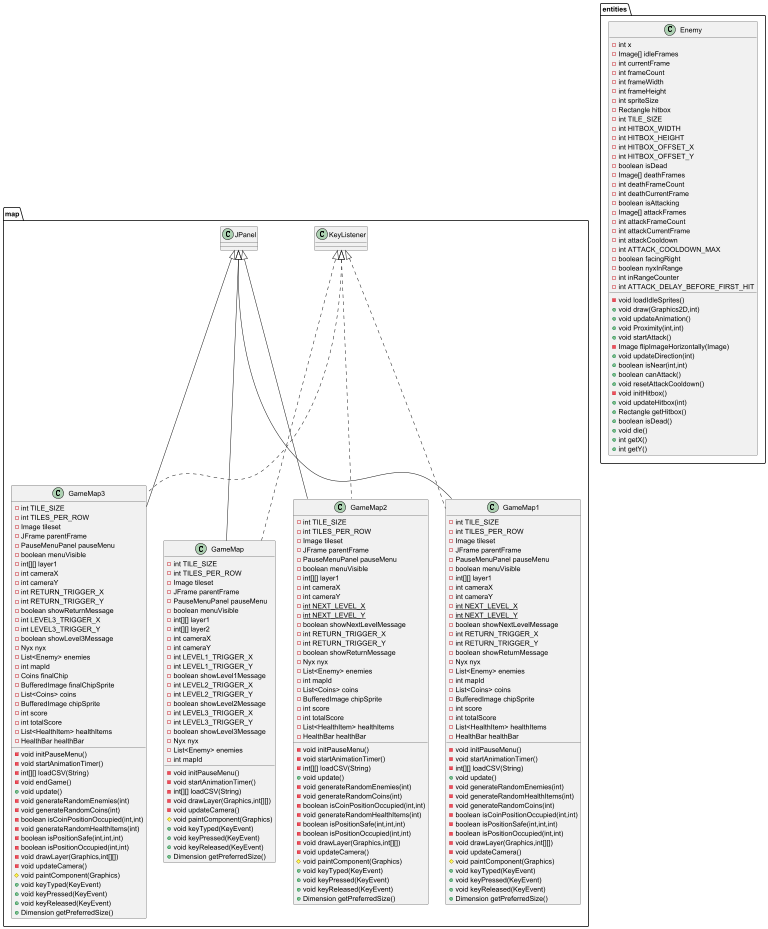 entities
C Enemy
int x
Image[] idleFrames
int currentFrame
int frameCount
int frameWidth
int frameHeight
int spriteSize
Rectangle hitbox
int TILE_SIZE
int HITBOX_WIDTH
int HITBOX_HEIGHT
int HITBOX_OFFSET_X
int HITBOX_OFFSET_Y
boolean isDead
Image[] deathFrames
int deathFrameCount
int deathCurrentFrame
boolean isAttacking
Image[] attackFrames
int attackFrameCount
int attackCurrentFrame
int attackCooldown
int ATTACK_COOLDOWN_MAX
boolean facingRight
boolean nyxInRange
int inRangeCounter
int ATTACK_DELAY_BEFORE_FIRST_HIT
void loadIdleSprites()
void draw(Graphics2D,int)
void updateAnimation()
void Proximity(int,int)
void startAttack()
Image flipImageHorizontally(Image)
void updateDirection(int)
boolean isNear(int,int)
boolean canAttack()
void resetAttackCooldown()
void initHitbox()
void updateHitbox(int)
Rectangle getHitbox()
boolean isDead()
void die()
int getX()
int getY()
map
C JPanel
C KeyListener
C GameMap3
int TILE_SIZE
int TILES_PER_ROW
Image tileset
JFrame parentFrame
PauseMenuPanel pauseMenu
boolean menuVisible
int[][] layer1
int cameraX
int cameraY
int RETURN_TRIGGER_X
int RETURN_TRIGGER_Y
boolean showReturnMessage
int LEVEL3_TRIGGER_X
int LEVEL3_TRIGGER_Y
boolean showLevel3Message
Nyx nyx
List<Enemy> enemies
int mapId
Coins finalChip
BufferedImage finalChipSprite
List<Coins> coins
BufferedImage chipSprite
int score
int totalScore
List<HealthItem> healthItems
HealthBar healthBar
void initPauseMenu()
void startAnimationTimer()
int[][] loadCSV(String)
void endGame()
void update()
void generateRandomEnemies(int)
void generateRandomCoins(int)
boolean isCoinPositionOccupied(int,int)
void generateRandomHealthItems(int)
boolean isPositionSafe(int,int,int)
boolean isPositionOccupied(int,int)
void drawLayer(Graphics,int[][])
void updateCamera()
void paintComponent(Graphics)
void keyTyped(KeyEvent)
void keyPressed(KeyEvent)
void keyReleased(KeyEvent)
Dimension getPreferredSize()
C GameMap
int TILE_SIZE
int TILES_PER_ROW
Image tileset
JFrame parentFrame
PauseMenuPanel pauseMenu
boolean menuVisible
int[][] layer1
int[][] layer2
int cameraX
int cameraY
int LEVEL1_TRIGGER_X
int LEVEL1_TRIGGER_Y
boolean showLevel1Message
int LEVEL2_TRIGGER_X
int LEVEL2_TRIGGER_Y
boolean showLevel2Message
int LEVEL3_TRIGGER_X
int LEVEL3_TRIGGER_Y
boolean showLevel3Message
Nyx nyx
List<Enemy> enemies
int mapId
void initPauseMenu()
void startAnimationTimer()
int[][] loadCSV(String)
void drawLayer(Graphics,int[][])
void updateCamera()
void paintComponent(Graphics)
void keyTyped(KeyEvent)
void keyPressed(KeyEvent)
void keyReleased(KeyEvent)
Dimension getPreferredSize()
C GameMap2
int TILE_SIZE
int TILES_PER_ROW
Image tileset
JFrame parentFrame
PauseMenuPanel pauseMenu
boolean menuVisible
int[][] layer1
int cameraX
int cameraY
int NEXT_LEVEL_X
int NEXT_LEVEL_Y
boolean showNextLevelMessage
int RETURN_TRIGGER_X
int RETURN_TRIGGER_Y
boolean showReturnMessage
Nyx nyx
List<Enemy> enemies
int mapId
List<Coins> coins
BufferedImage chipSprite
int score
int totalScore
List<HealthItem> healthItems
HealthBar healthBar
void initPauseMenu()
void startAnimationTimer()
int[][] loadCSV(String)
void update()
void generateRandomEnemies(int)
void generateRandomCoins(int)
boolean isCoinPositionOccupied(int,int)
void generateRandomHealthItems(int)
boolean isPositionSafe(int,int,int)
boolean isPositionOccupied(int,int)
void drawLayer(Graphics,int[][])
void updateCamera()
void paintComponent(Graphics)
void keyTyped(KeyEvent)
void keyPressed(KeyEvent)
void keyReleased(KeyEvent)
Dimension getPreferredSize()
C GameMap1
int TILE_SIZE
int TILES_PER_ROW
Image tileset
JFrame parentFrame
PauseMenuPanel pauseMenu
boolean menuVisible
int[][] layer1
int cameraX
int cameraY
int NEXT_LEVEL_X
int NEXT_LEVEL_Y
boolean showNextLevelMessage
int RETURN_TRIGGER_X
int RETURN_TRIGGER_Y
boolean showReturnMessage
Nyx nyx
List<Enemy> enemies
int mapId
List<Coins> coins
BufferedImage chipSprite
int score
int totalScore
List<HealthItem> healthItems
HealthBar healthBar
void initPauseMenu()
void startAnimationTimer()
int[][] loadCSV(String)
void update()
void generateRandomEnemies(int)
void generateRandomHealthItems(int)
void generateRandomCoins(int)
boolean isCoinPositionOccupied(int,int)
boolean isPositionSafe(int,int,int)
boolean isPositionOccupied(int,int)
void drawLayer(Graphics,int[][])
void updateCamera()
void paintComponent(Graphics)
void keyTyped(KeyEvent)
void keyPressed(KeyEvent)
void keyReleased(KeyEvent)
Dimension getPreferredSize()